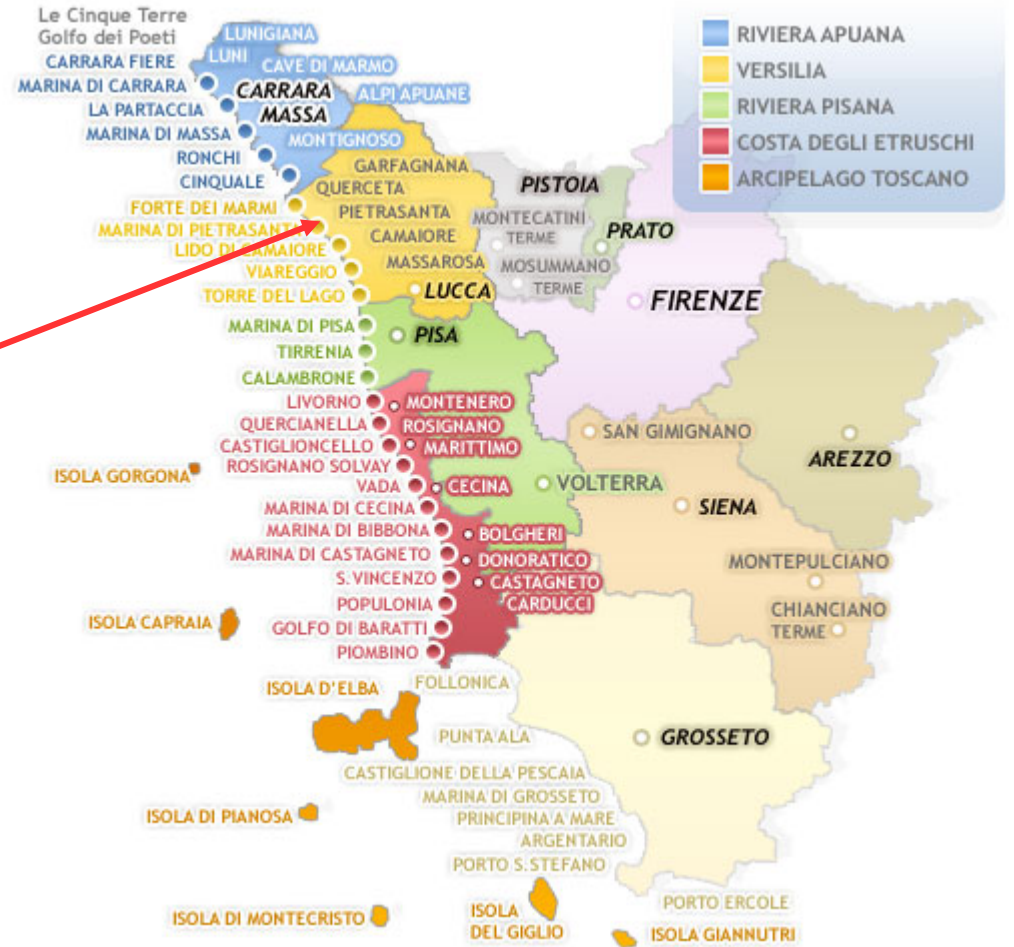 Le Cinque Terre
Golfo dei Poeti
CARRARA FIERE
MARINA DI CARRARA
LA PARTACCIA
MARINA DI MASSA
RONCHI
CINQUALE
FORTE DEI MARMI
MARINA DI PIETRASANTA
LIDO DI CAMAIORE
VIAREGGIO
TORRE DEL LAGO
MARINA DI PISA
TIRRENIA
CALAMBRONE
LIVORNO
QUERCIANELLA
CASTIGLIONCELLO
ROSIGNANO SOLVAY
VADA
MARINA DI CECINA
MARINA DI BIBBONA
MARINA DI CASTAGNETO
S.VINCENZO
POPULONIA
GOLFO DI BARATTI
PIOMBINO
LUNIGIANA
LUNI
CAVE DI MARMO
CARRARA
MASSA
ALPI APUANE
MONTIGNOSO
GARFAGNANA
QUERCETA
PIETRASANTA
CAMAIORE
MASSAROSA
LUCCA
PISTOIA
MONTECATINI
TERME
MOSUMMANO
TERME
PRATO
FIRENZE
PISA
MONTENERO
ROSIGNANO
MARITTIMO
CECINA
VOLTERRA
BOLGHERI
DONORATICO
CASTAGNETO
CARDUCCI
SAN GIMIGNANO
SIENA
AREZZO
MONTEPULCIANO
CHIANCIANO
TERME
GROSSETO
FOLLONICA
PUNTA ALA
CASTIGLIONE DELLA PESCAIA
MARINA DI GROSSETO
PRINCIPINA A MARE
ARGENTARIO
PORTO S.STEFANO
PORTO ERCOLE
ISOLA GORGONA
ISOLA CAPRAIA
ISOLA D'ELBA
ISOLA DI PIANOSA
ISOLA DI MONTECRISTO
ISOLA
DEL GIGLIO
ISOLA GIANNUTRI
RIVIERA APUANA
VERSILIA
RIVIERA PISANA
COSTA DEGLI ETRUSCHI
ARCIPELAGO TOSCANO